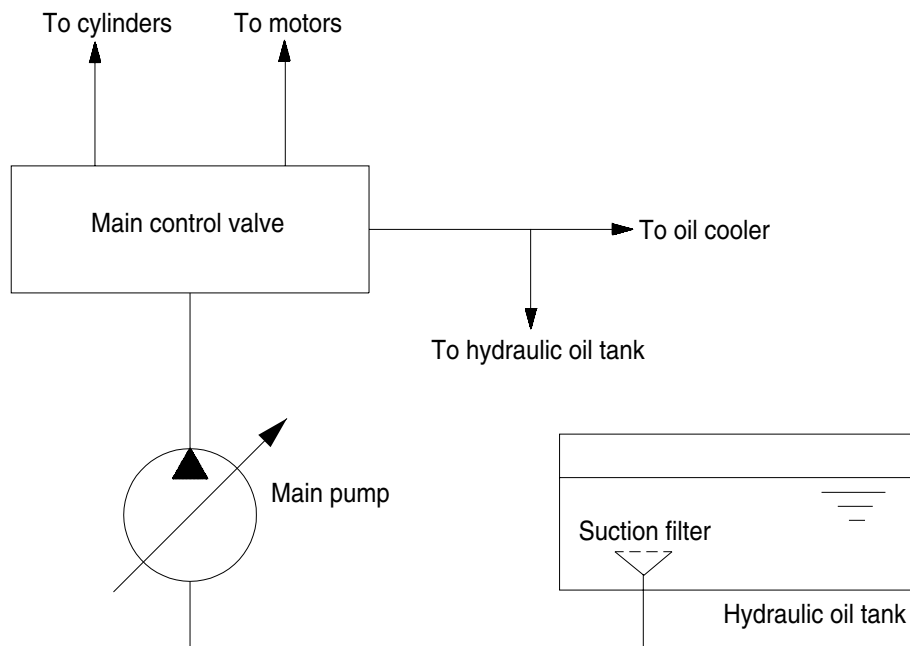 To cylinders
To motors
Main control valve
To oil cooler
To hydraulic oil tank
Main pump
Suction filter
Hydraulic oil tank